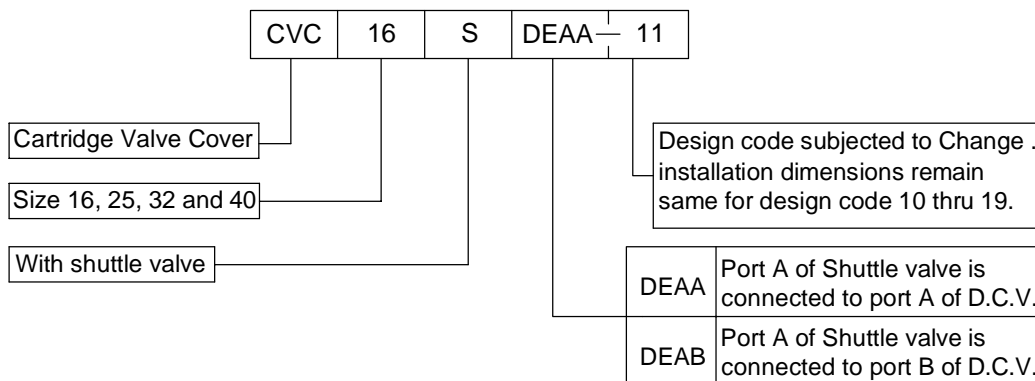 CVC 16 S DEAA – 11
Cartridge Valve Cover
Size 16, 25, 32 and 40
With shuttle valve
Design code subjected to Change .
installation dimensions remain
same for design code 10 thru 19.
DEAA Port A of Shuttle valve is
connected to port A of D.C.V.
DEAB Port A of Shuttle valve is
connected to port B of D.C.V.